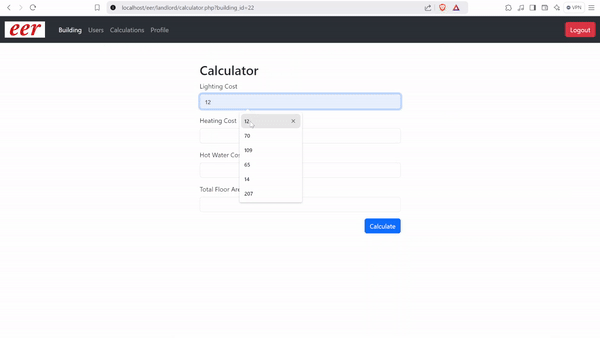 localhost/eer/landlord/calculator.php?building_id=22
VPN
eer
Building Users Calculations Profile
Logout
Calculator
Lighting Cost
12
Heating Cost
12
70
109
Hot Water Cos
65
14
Total Floor Are
207
Calculate